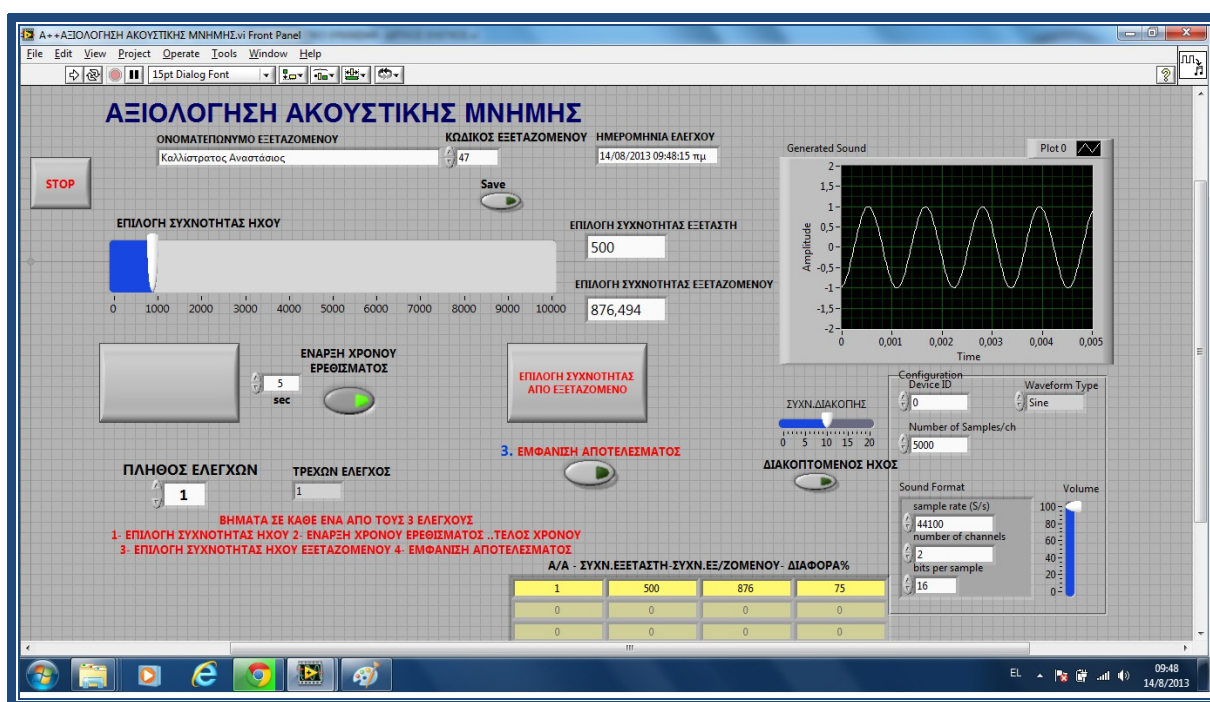 A++ΑΞΙΟΛΟΓΗΣΗ ΑΚΟΥΣΤΙΚΗΣ ΜΝΗΜΗΣ.vi Front Panel
File Edit View Project Operate Tools Window Help
15pt Dialog Font
ΑΞΙΟΛΟΓΗΣΗ ΑΚΟΥΣΤΙΚΗΣ ΜΝΗΜΗΣ
ΟΝΟΜΑΤΕΠΩΝΥΜΟ ΕΞΕΤΑΖΟΜΕΝΟΥ ΚΩΔΙΚΟΣ ΕΞΕΤΑΖΟΜΕΝΟΥ ΗΜΕΡΟΜΗΝΙΑ ΕΛΕΓΧΟΥ
Καλλίστρατος Αναστάσιος 47 14/08/2013 09:48:15 πμ
STOP
Save
ΕΠΙΛΟΓΗ ΣΥΧΝΟΤΗΤΑΣ ΗΧΟΥ
0 1000 2000 3000 4000 5000 6000 7000 8000 9000 10000
ΕΠΙΛΟΓΗ ΣΥΧΝΟΤΗΤΑΣ ΕΞΕΤΑΣΤΗ
500
ΕΠΙΛΟΓΗ ΣΥΧΝΟΤΗΤΑΣ ΕΞΕΤΑΖΟΜΕΝΟΥ
876,494
Generated Sound Plot 0
2
1,5
1
0,5
0
-0,5
-1
-1,5
-2
Amplitude
0 0,001 0,002 0,003 0,004 0,005
Time
5
sec
ΕΝΑΡΞΗ ΧΡΟΝΟΥ
ΕΡΕΘΙΣΜΑΤΟΣ
ΕΠΙΛΟΓΗ ΣΥΧΝΟΤΗΤΑΣ
ΑΠΟ ΕΞΕΤΑΖΟΜΕΝΟ
3. ΕΜΦΑΝΙΣΗ ΑΠΟΤΕΛΕΣΜΑΤΟΣ
ΣΥΧΝ.ΔΙΑΚΟΠΗΣ
0 5 10 15 20
ΔΙΑΚΟΠΤΟΜΕΝΟΣ ΗΧΟΣ
Configuration
Device ID Waveform Type
0 Sine
Number of Samples/ch
5000
Sound Format
sample rate (S/s)
44100
number of channels
2
bits per sample
16
Volume
100
80
60
40
20
0
ΠΛΗΘΟΣ ΕΛΕΓΧΩΝ ΤΡΕΧΩΝ ΕΛΕΓΧΟΣ
1 1
ΒΗΜΑΤΑ ΣΕ ΚΑΘΕ ΕΝΑ ΑΠΟ ΤΟΥΣ 3 ΕΛΕΓΧΟΥΣ
1- ΕΠΙΛΟΓΗ ΣΥΧΝΟΤΗΤΑΣ ΗΧΟΥ 2- ΕΝΑΡΞΗ ΧΡΟΝΟΥ ΕΡΕΘΙΣΜΑΤΟΣ ..ΤΕΛΟΣ ΧΡΟΝΟΥ
3- ΕΠΙΛΟΓΗ ΣΥΧΝΟΤΗΤΑΣ ΗΧΟΥ ΕΞΕΤΑΖΟΜΕΝΟΥ 4- ΕΜΦΑΝΙΣΗ ΑΠΟΤΕΛΕΣΜΑΤΟΣ
Α/Α - ΣΥΧΝ.ΕΞΕΤΑΣΤΗ-ΣΥΧΝ.ΕΞ/ΖΟΜΕΝΟΥ- ΔΙΑΦΟΡΑ%
1 500 876 75
0 0 0 0
0 0 0 0
EL 09:48
14/8/2013